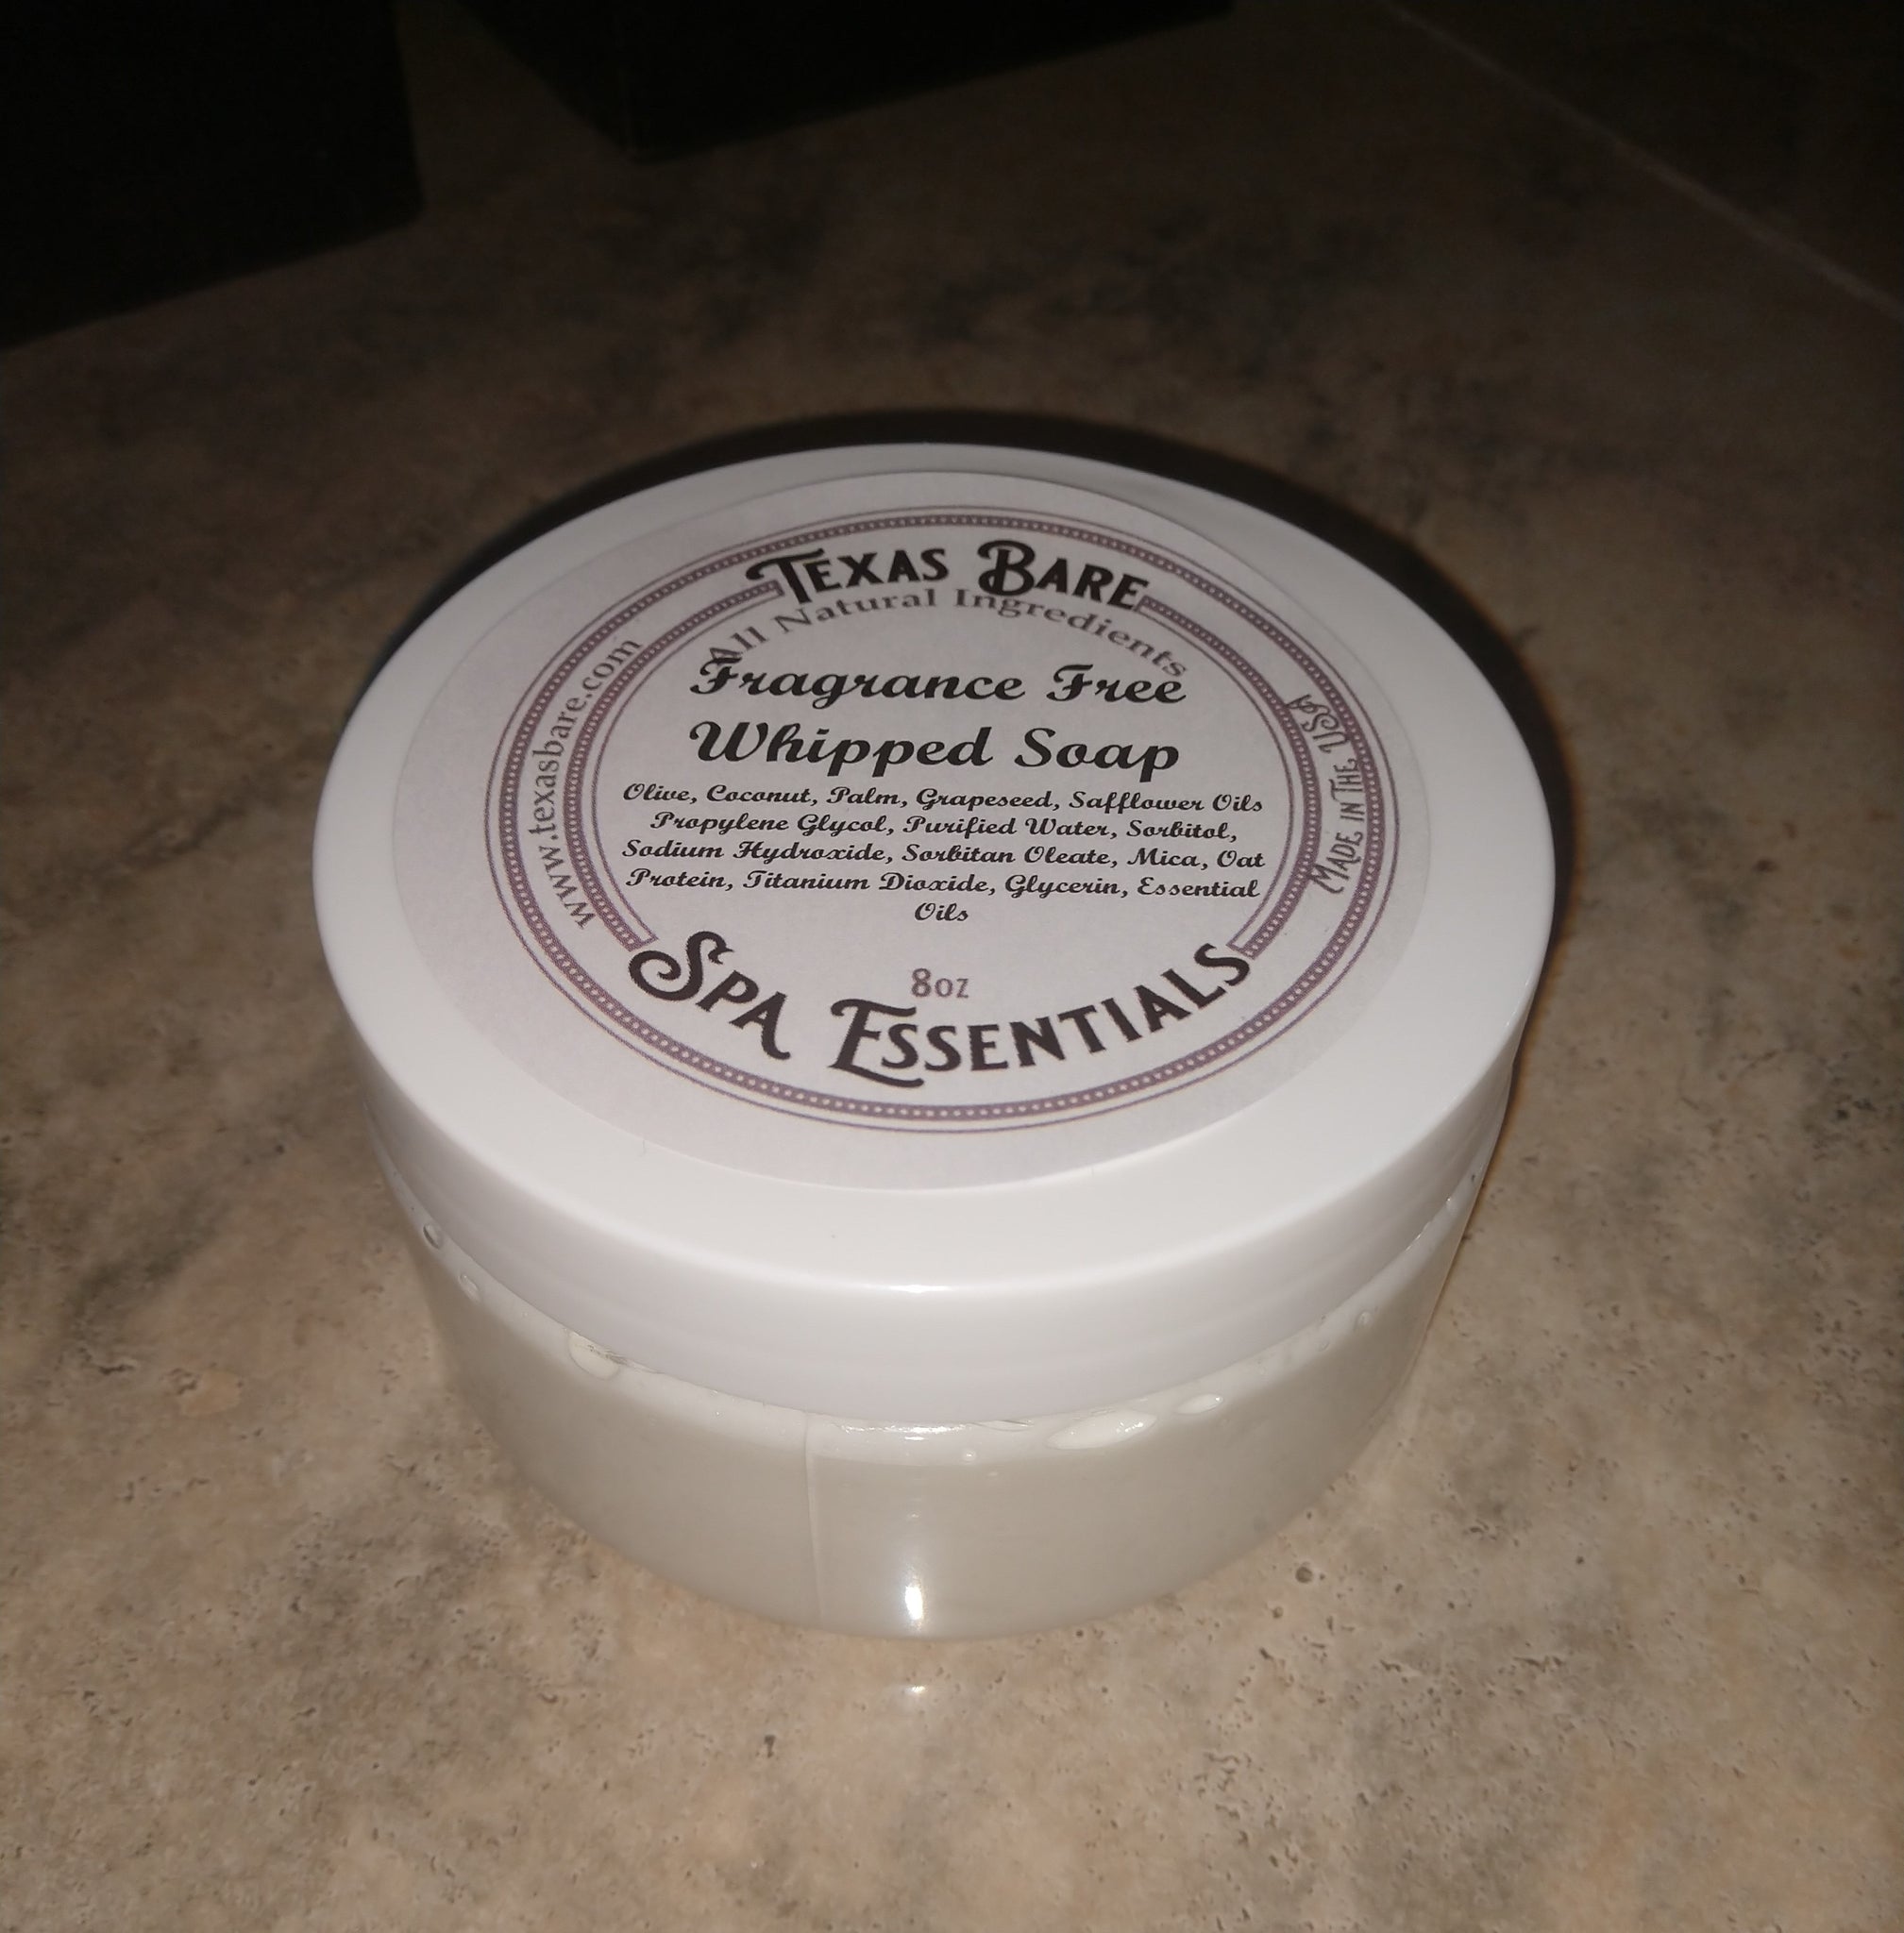 Texas Bare
All Natural Ingredients
Fragrance Free
Whipped Soap
Olive, Coconut, Palm, Grapeseed, Safflower Oils
Propylene Glycol, Purified Water, Sorbitol,
Sodium Hydroxide, Sorbitan Oleate, Mica, Oat
Protein, Titanium Dioxide, Glycerin, Essential
Oils
8oz
Spa Essentials
www.texasbare.com
Made in The USA